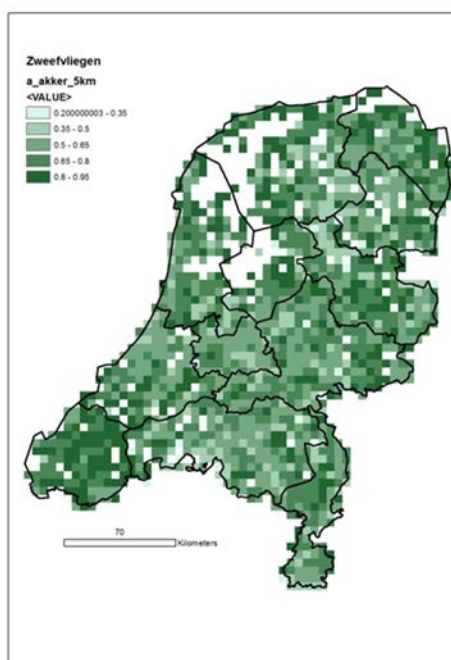 Zweefvliegen
a_akker_5km
<VALUE>
0.200000003 - 0.35
0.35 - 0.5
0.5 - 0.65
0.65 - 0.8
0.8 - 0.95
70
Kilometers